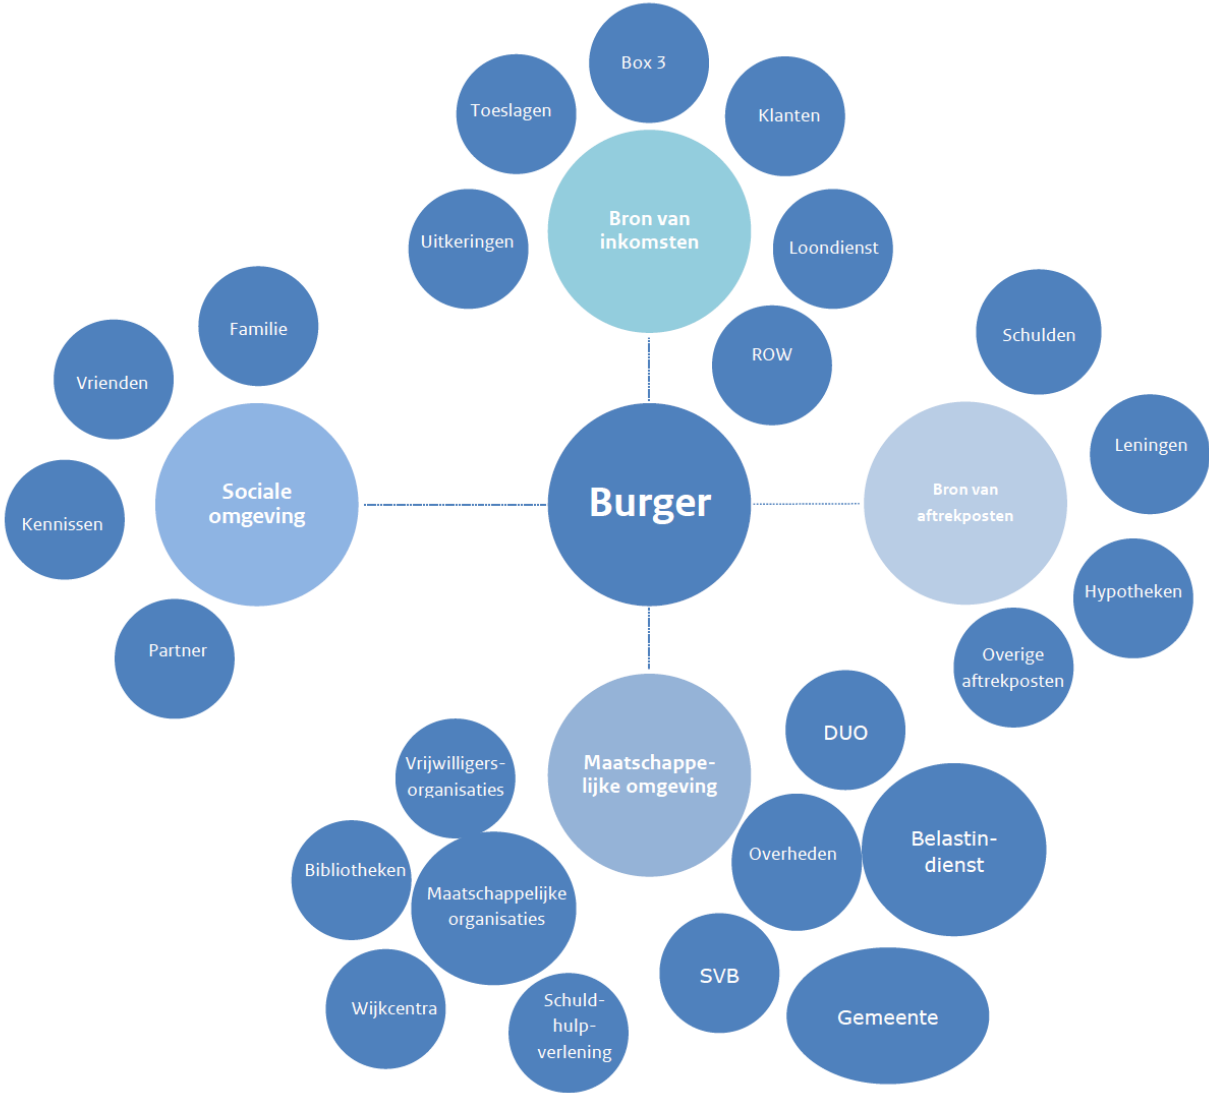 Box 3
Toeslagen
Klanten
Bron van
inkomsten
Uitkeringen
Loondienst
ROW
Familie
Vrienden
Sociale
omgeving
Kennissen
Partner
Burger
Schulden
Leningen
Bron van
aftrekposten
Hypotheken
Overige
aftrekposten
Maatschappe-
lijke omgeving
Vrijwilligers-
organisaties
Bibliotheken
Maatschappelijke
organisaties
Wijkcentra
Schuld-
hulp-
verlening
DUO
Overheden
Belastin-
dienst
SVB
Gemeente